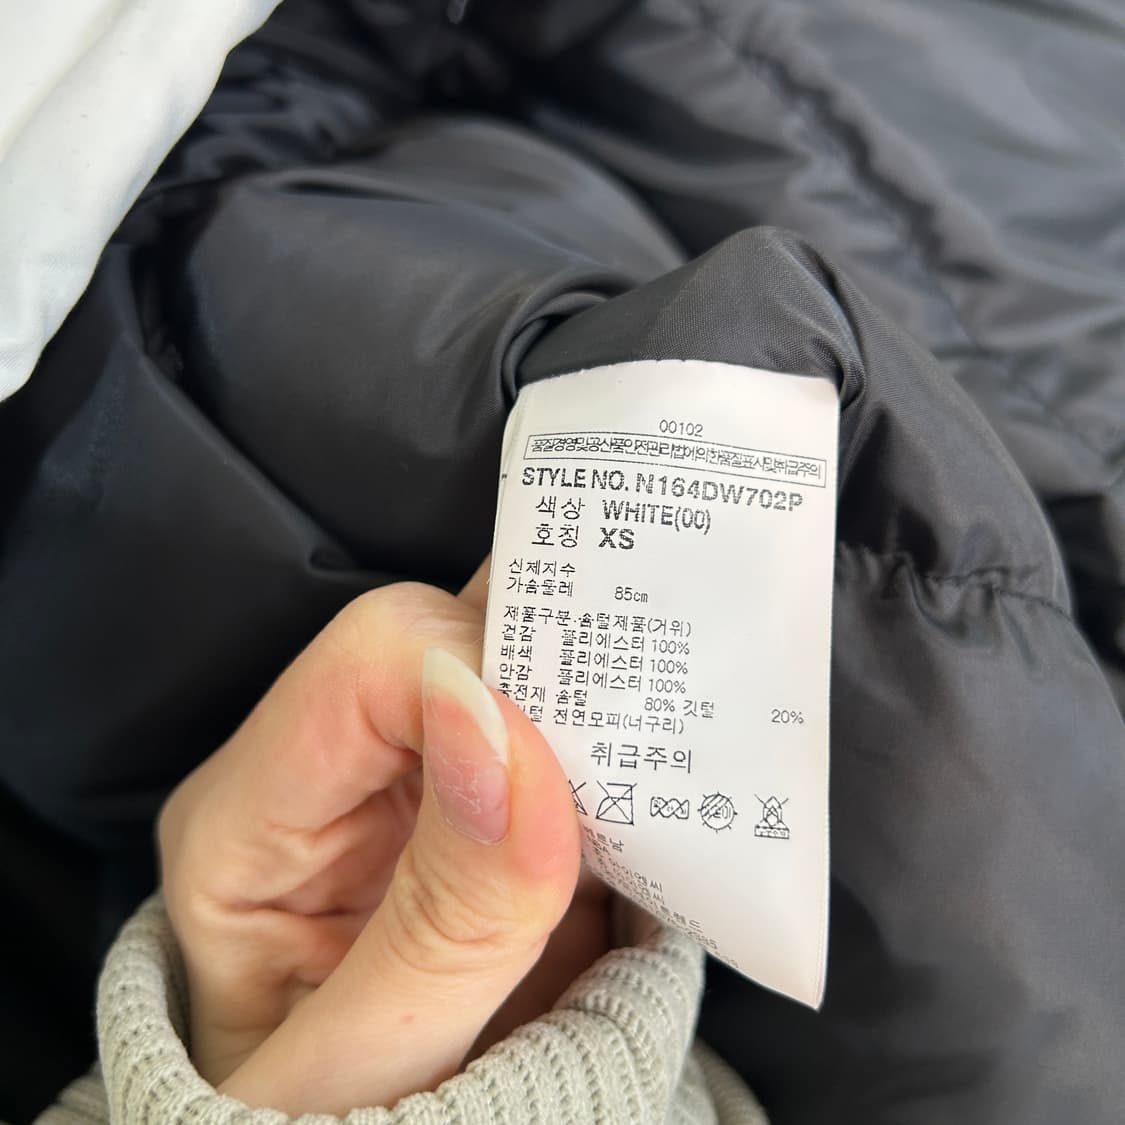 00102
품질경영및공산품안전관리법에의한품질표시및취급주의
STYLE NO. N164DW702P
색상 WHITE(00)
호칭 XS
신체지수
가슴둘레 85cm
제품구분·솜털제품(거위)
겉감 폴리에스터 100%
배색 폴리에스터 100%
안감 폴리에스터 100%
충전재 솜털 80% 깃털 20%
천연모피(너구리)
취급주의